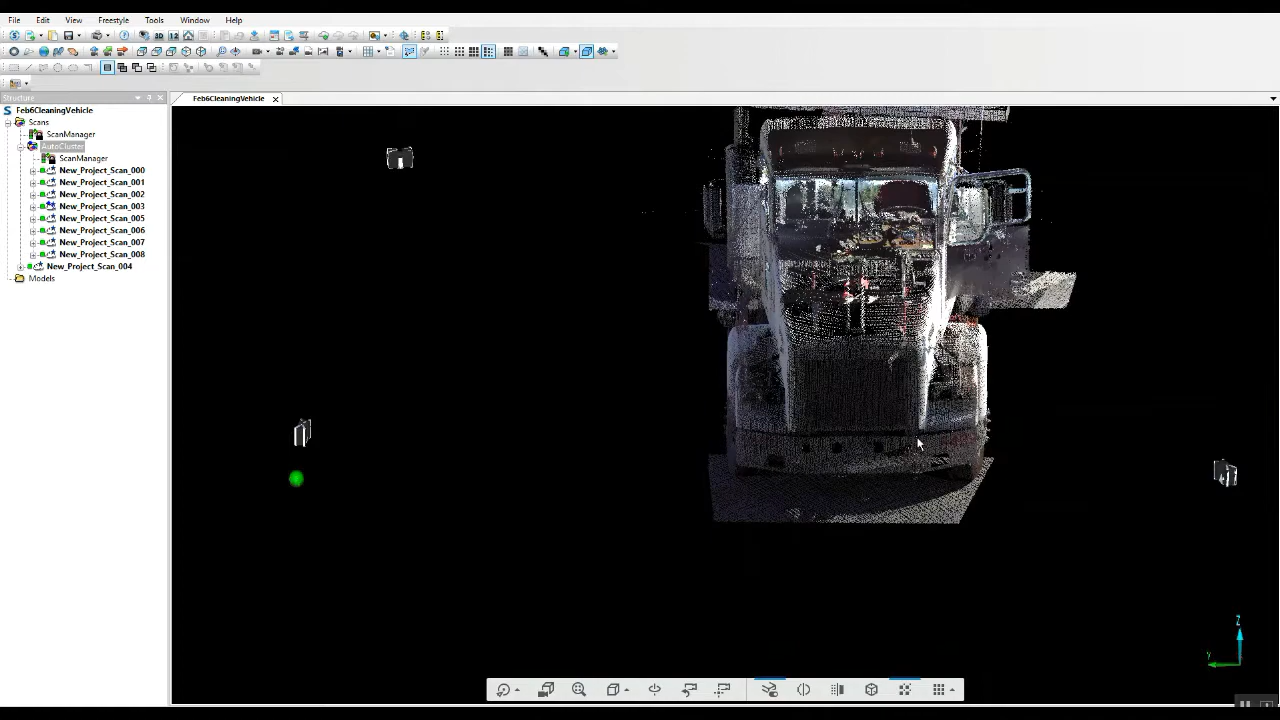 File Edit View Freestyle Tools Window Help
Structure
Feb6CleaningVehicle
Feb6CleaningVehicle
Scans
ScanManager
AutoCluster
ScanManager
New_Project_Scan_000
New_Project_Scan_001
New_Project_Scan_002
New_Project_Scan_003
New_Project_Scan_005
New_Project_Scan_006
New_Project_Scan_007
New_Project_Scan_008
New_Project_Scan_004
Models
Z
Y